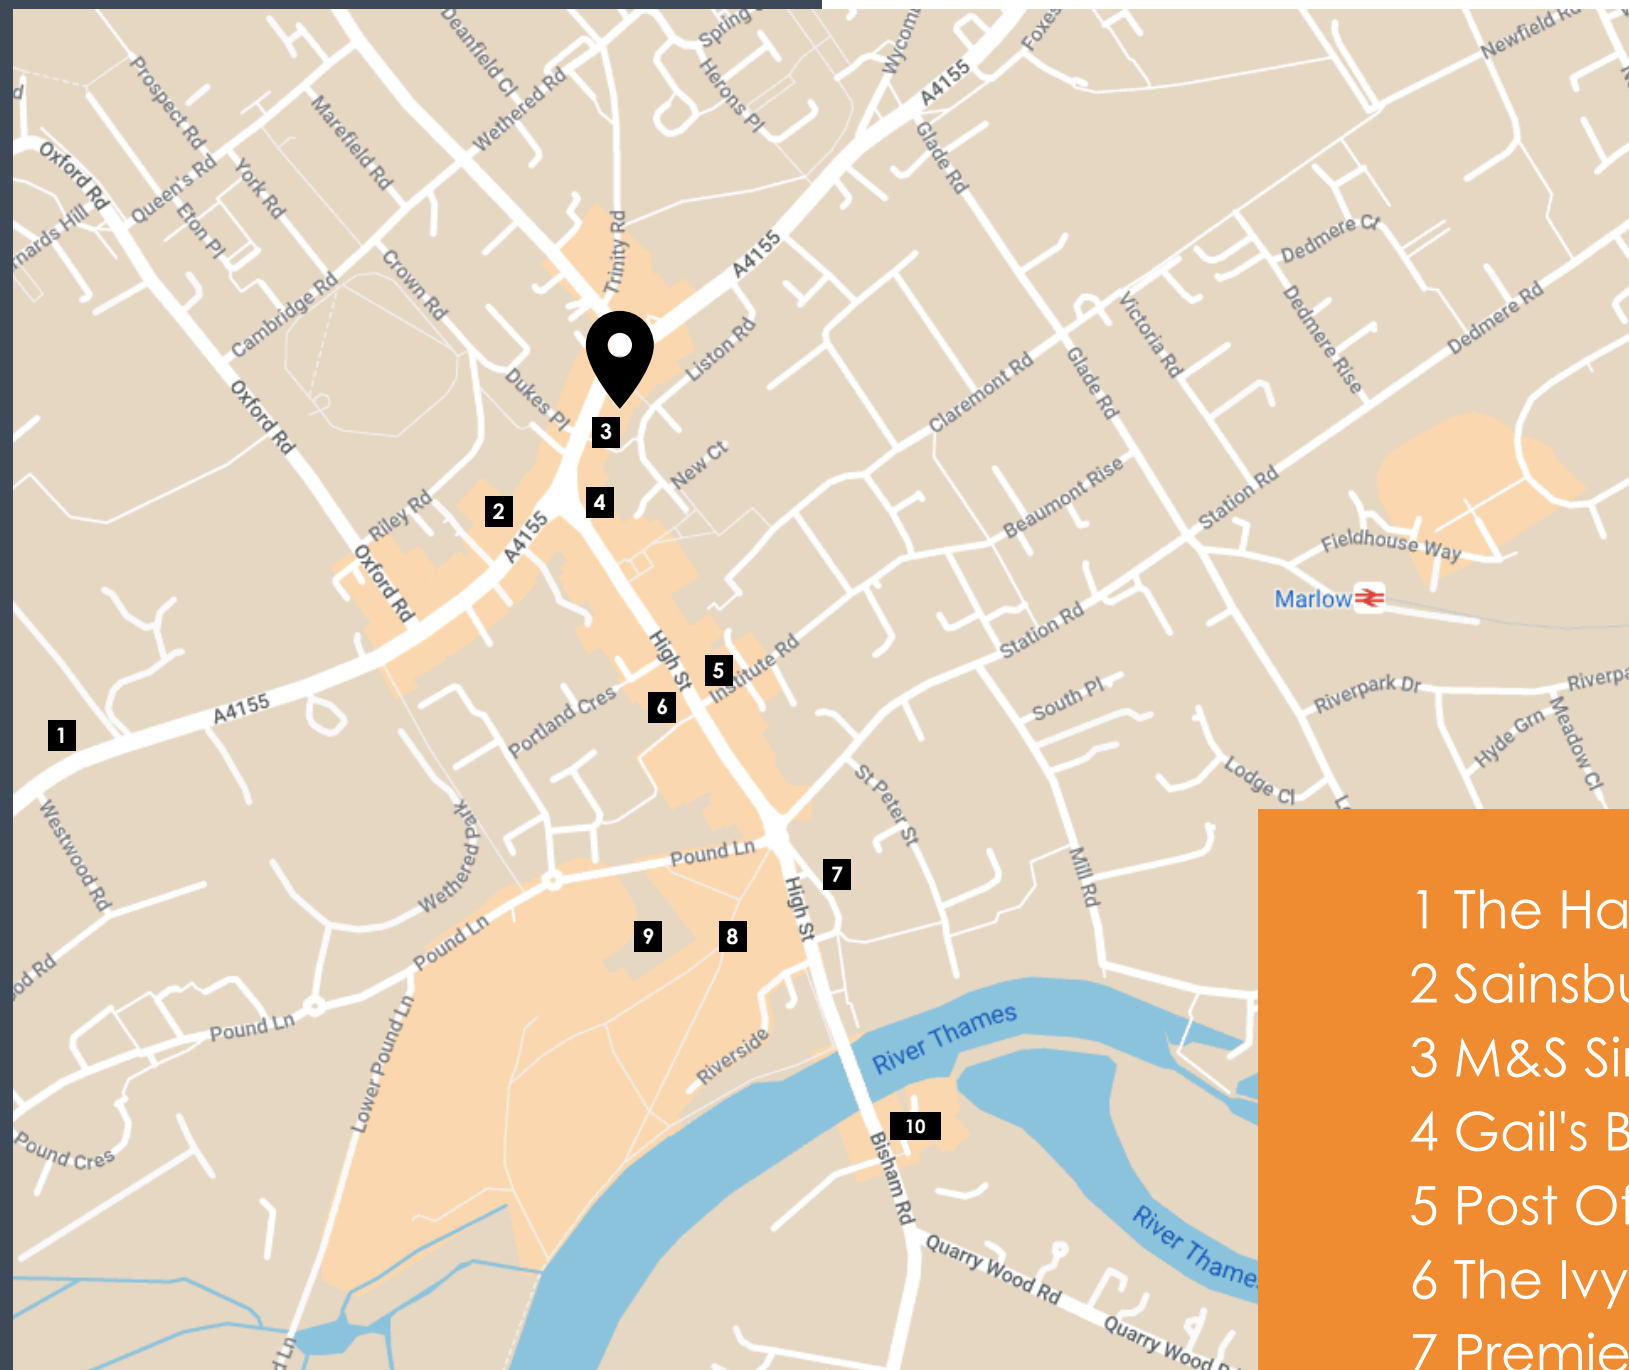 Deanfield Cl
Spring
Wycom
Foxes
Newfield Rd
Prospect Rd
Marefield Rd
Wethered Rd
Herons Pl
A4155
Oxford Rd
Queen's Rd
York Rd
Glade Rd
Eton Pl
Trinity Rd
A4155
Dedmere Ct
Cambridge Rd
Crown Rd
Victoria Rd
Dedmere Rise
Dedmere Rd
Liston Rd
Oxford Rd
Dukes Pl
Claremont Rd
Glade Rd
3
New Ct
2
4
Riley Rd
A4155
Beaumont Rise
Station Rd
Oxford Rd
Fieldhouse Way
Marlow
High St
Institute Rd
Station Rd
5
6
Portland Cres
South Pl
Riverpark Dr
Riverpa
A4155
1
Hyde Grn
Meadow Cl
Lodge Cl
St Peter St
Westwood Rd
Wethered Park
Pound Ln
7
High St
Mill Rd
9
8
Pound Ln
Pound Ln
Lower Pound Ln
Riverside
River Thames
Pound Cres
10
Bisham Rd
River Thames
Quarry Wood Rd
Quarry Wood R
1 The Ha
2 Sainsbu
3 M&S Si
4 Gail's B
5 Post Of
6 The Ivy
7 Premie